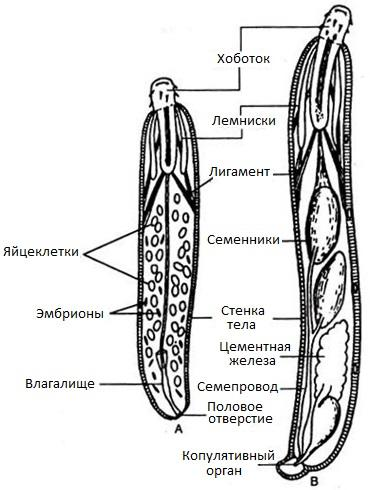 Хоботок
Лемниски
Лигамент
Семенники
Яйцеклетки
Эмбрионы
Стенка
тела
Цементная
железа
Влагалище
Семепровод
Половое
отверстие
А
Копулятивный
орган
В